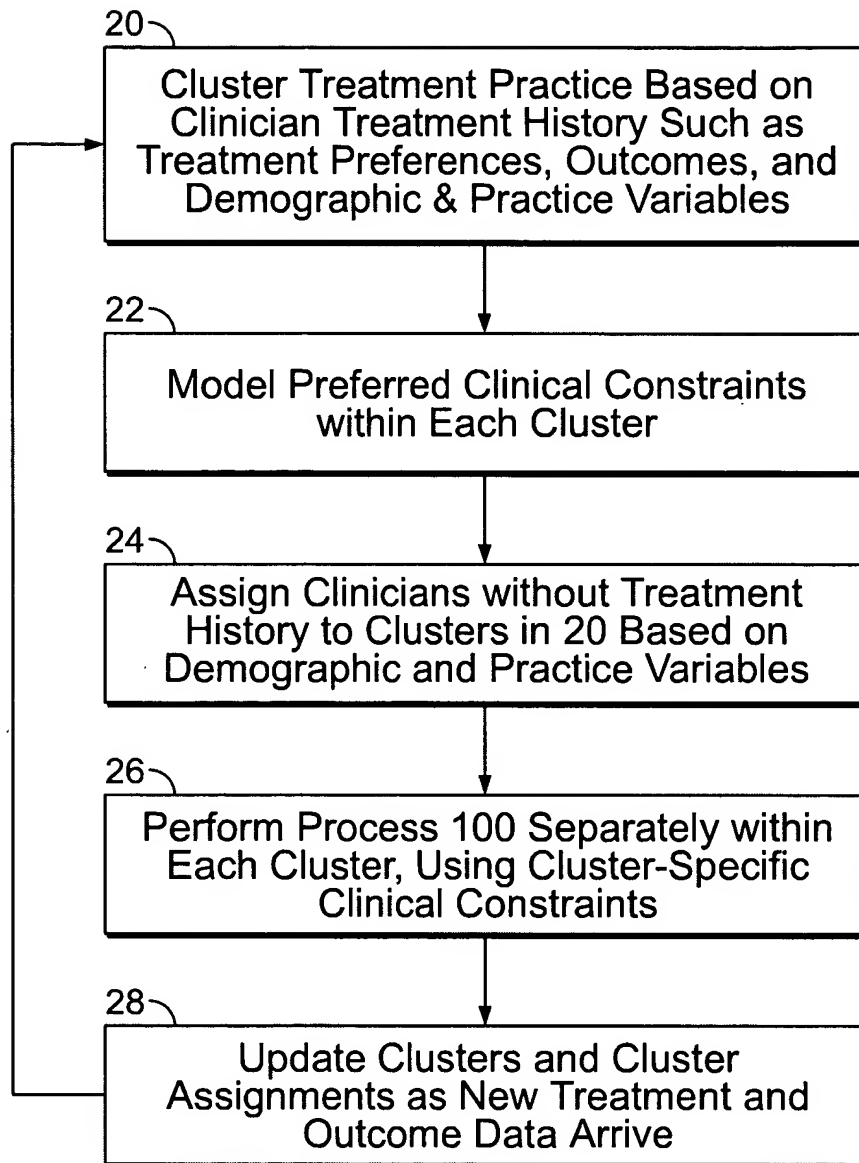 20
Cluster Treatment Practice Based on
Clinician Treatment History Such as
Treatment Preferences, Outcomes, and
Demographic & Practice Variables
22
Model Preferred Clinical Constraints
within Each Cluster
24
Assign Clinicians without Treatment
History to Clusters in 20 Based on
Demographic and Practice Variables
26
Perform Process 100 Separately within
Each Cluster, Using Cluster-Specific
Clinical Constraints
28
Update Clusters and Cluster
Assignments as New Treatment and
Outcome Data Arrive